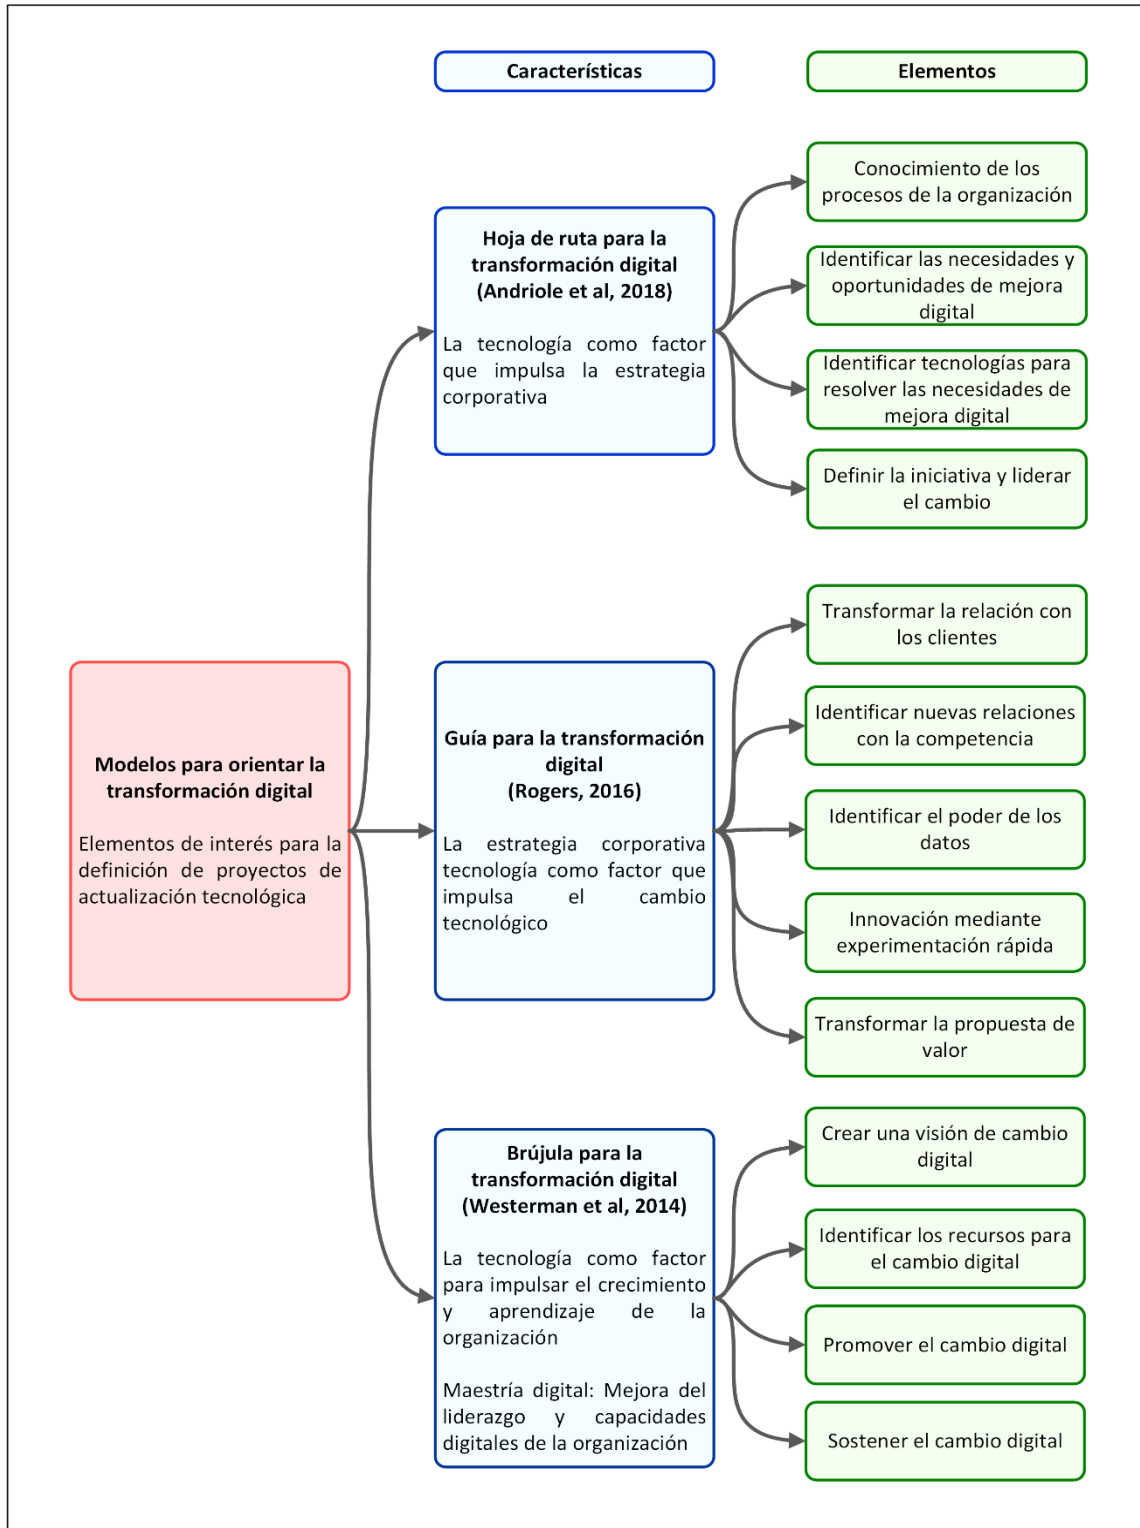 Características
Elementos
Hoja de ruta para la
transformación digital
(Andriole et al, 2018)
La tecnología como factor
que impulsa la estrategia
corporativa
Conocimiento de los
procesos de la organización
Identificar las necesidades y
oportunidades de mejora
digital
Identificar tecnologías para
resolver las necesidades de
mejora digital
Definir la iniciativa y liderar
el cambio
Modelos para orientar la
transformación digital
Elementos de interés para la
definición de proyectos de
actualización tecnológica
Guía para la transformación
digital
(Rogers, 2016)
La estrategia corporativa
tecnología como factor que
impulsa el cambio
tecnológico
Transformar la relación con
los clientes
Identificar nuevas relaciones
con la competencia
Identificar el poder de los
datos
Innovación mediante
experimentación rápida
Transformar la propuesta de
valor
Brújula para la
transformación digital
(Westerman et al, 2014)
La tecnología como factor
para impulsar el crecimiento
y aprendizaje de la
organización
Maestría digital: Mejora del
liderazgo y capacidades
digitales de la organización
Crear una visión de cambio
digital
Identificar los recursos para
el cambio digital
Promover el cambio digital
Sostener el cambio digital